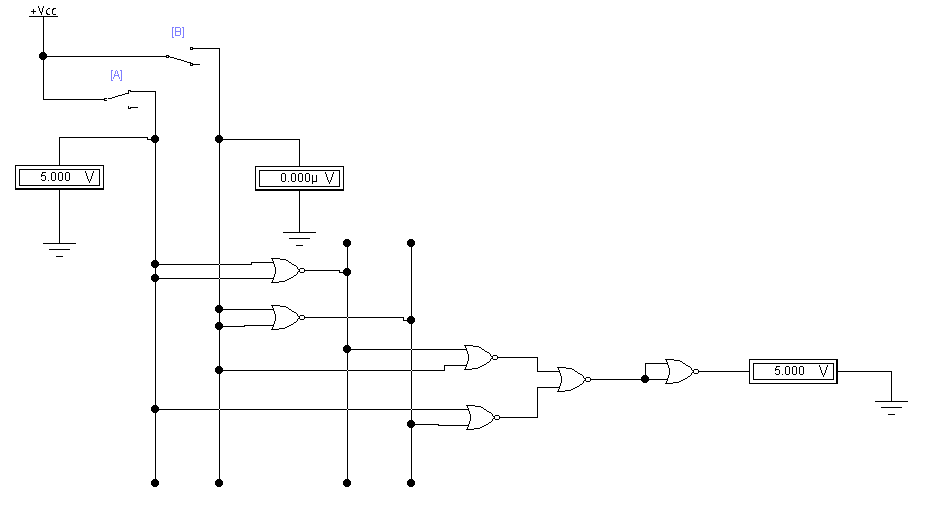 +Vcc
[B]
[A]
5.000 V
0.000µ V
5.000 V